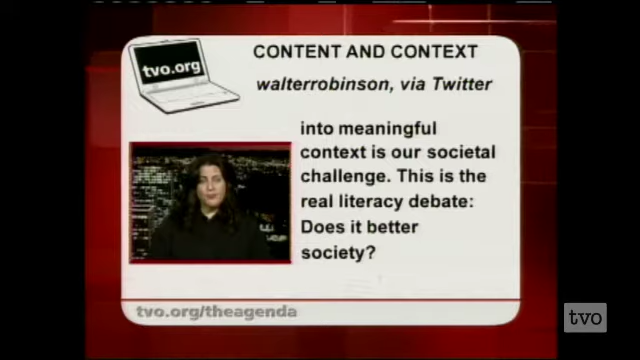 tvo.org
CONTENT AND CONTEXT
walterrobinson, via Twitter
into meaningful
context is our societal
challenge. This is the
real literacy debate:
Does it better
society?
tvo.org/theagenda
tvo